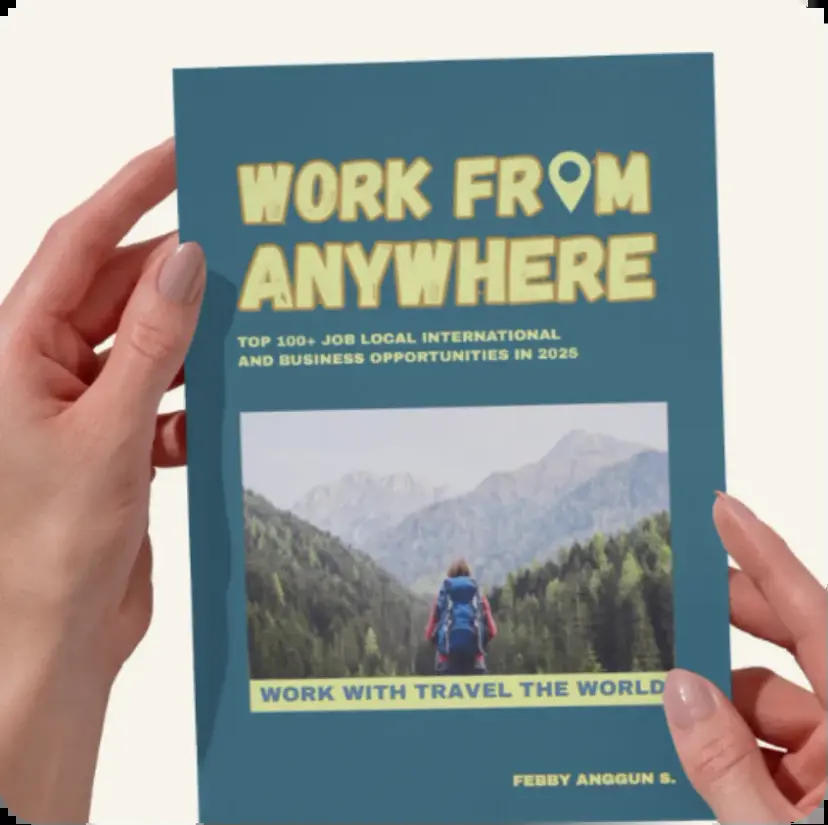 WORK FROM
ANYWHERE
TOP 100+ JOB LOCAL INTERNATIONAL
AND BUSINESS OPPORTUNITIES IN 2025
WORK WITH TRAVEL THE WORLD
FEBBY ANGGUN S.